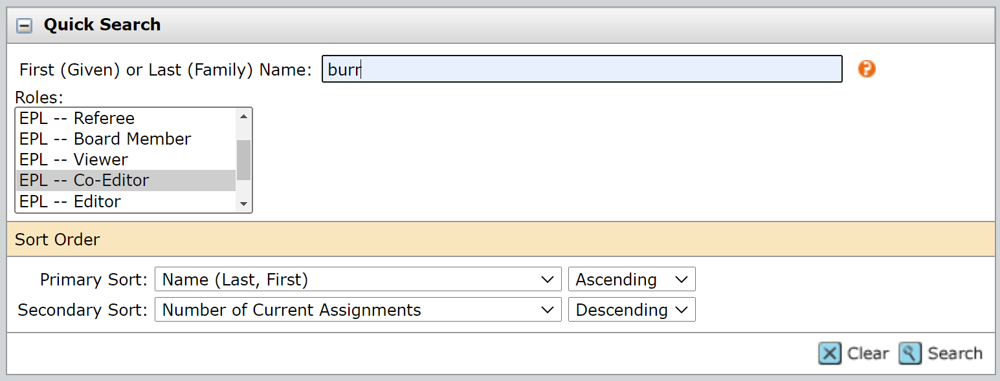 Quick Search
First (Given) or Last (Family) Name: burr
Roles:
EPL -- Referee
EPL -- Board Member
EPL -- Viewer
EPL -- Co-Editor
EPL -- Editor
Sort Order
Primary Sort: Name (Last, First) Ascending
Secondary Sort: Number of Current Assignments Descending
Clear Search